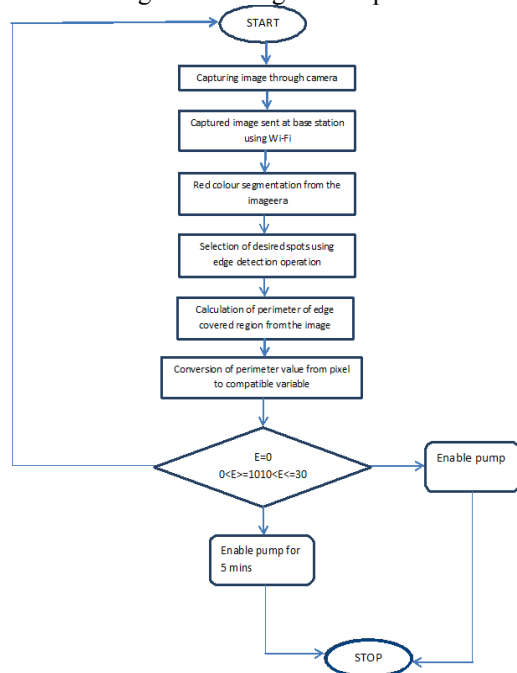 START
Capturing image through camera
Captured image sent at base station
using Wi-Fi
Red colour segmentation from the
imageera
Selection of desired spots using
edge detection operation
Calculation of perimeter of edge
covered region from the image
Conversion of perimeter value from pixel
to compatible variable
E=0
0<E>=1010<E<=30
Enable pump
Enable pump for
5 mins
STOP